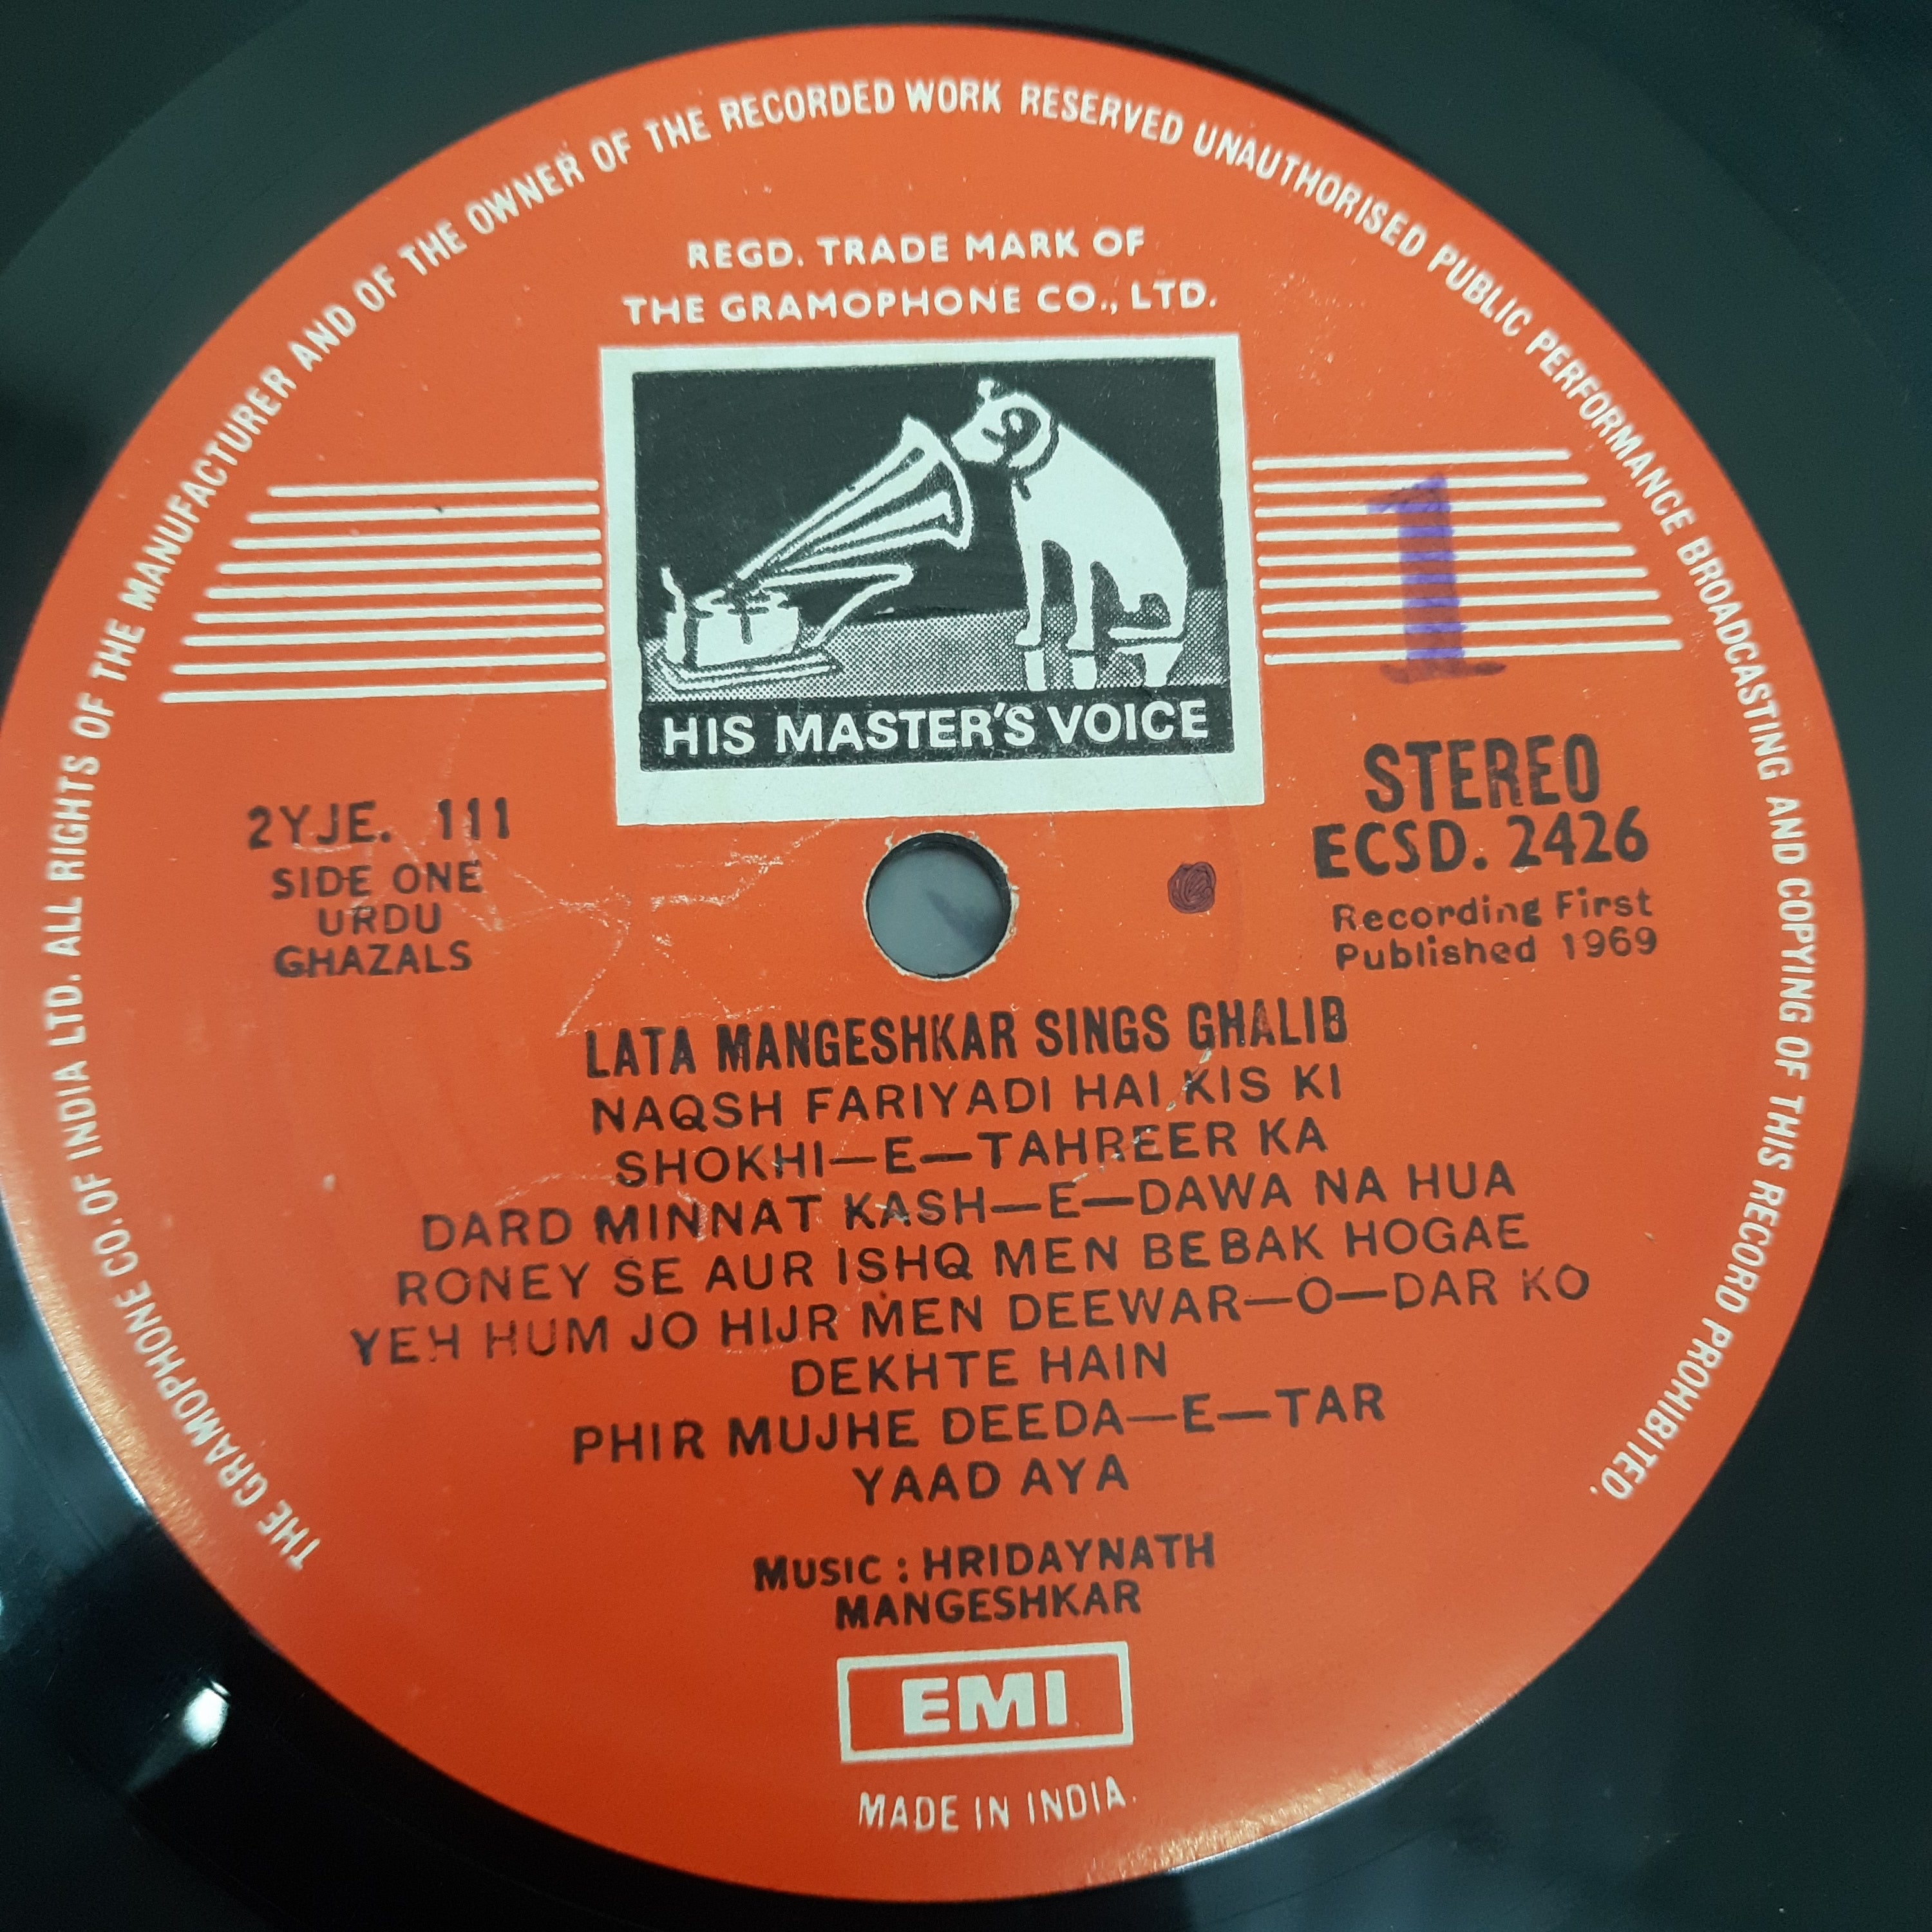 THE GRAMOPHONE CO. OF INDIA LTD. ALL RIGHTS OF THE MANUFACTURER AND OF THE OWNER OF THE RECORDED WORK RESERVED UNAUTHORISED PUBLIC PERFORMANCE BROADCASTING AND COPYING OF THIS RECORD PROHIBITED.
REGD. TRADE MARK OF
THE GRAMOPHONE CO., LTD.
HIS MASTER'S VOICE
1
2YJE. 111
SIDE ONE
URDU
GHAZALS
STEREO
ECSD. 2426
Recording First
Published 1969
LATA MANGESHKAR SINGS GHALIB
NAQSH FARIYADI HAI KIS KI
SHOKHI—E—TAHREER KA
DARD MINNAT KASH—E—DAWA NA HUA
RONEY SE AUR ISHQ MEN BEBAK HOGAE
YEH HUM JO HIJR MEN DEEWAR—O—DAR KO
DEKHTE HAIN
PHIR MUJHE DEEDA—E—TAR
YAAD AYA
MUSIC : HRIDAYNATH
MANGESHKAR
EMI
MADE IN INDIA.